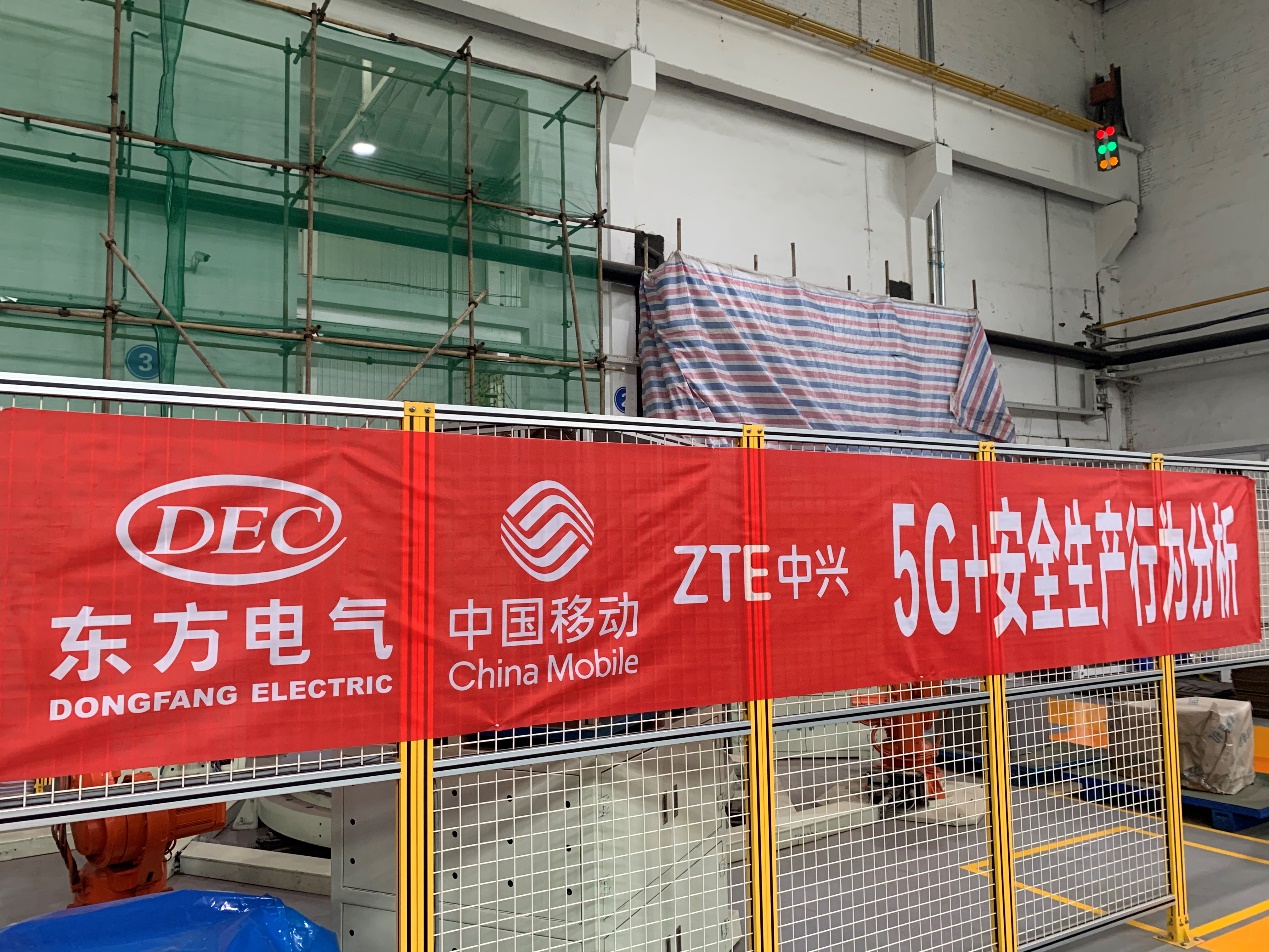 3
DEC
东方电气
DONGFANG ELECTRIC
中国移动
China Mobile
ZTE中兴
5G+安全生产行为分析